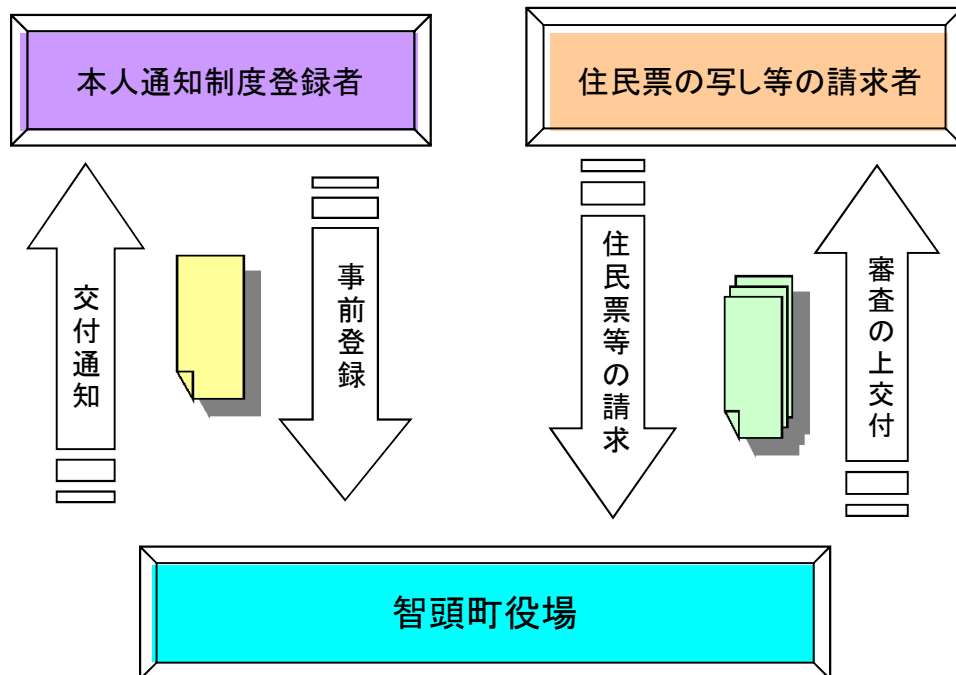 本人通知制度登録者
住民票の写し等の請求者
交付通知
事前登録
住民票等の請求
審査の上交付
智頭町役場